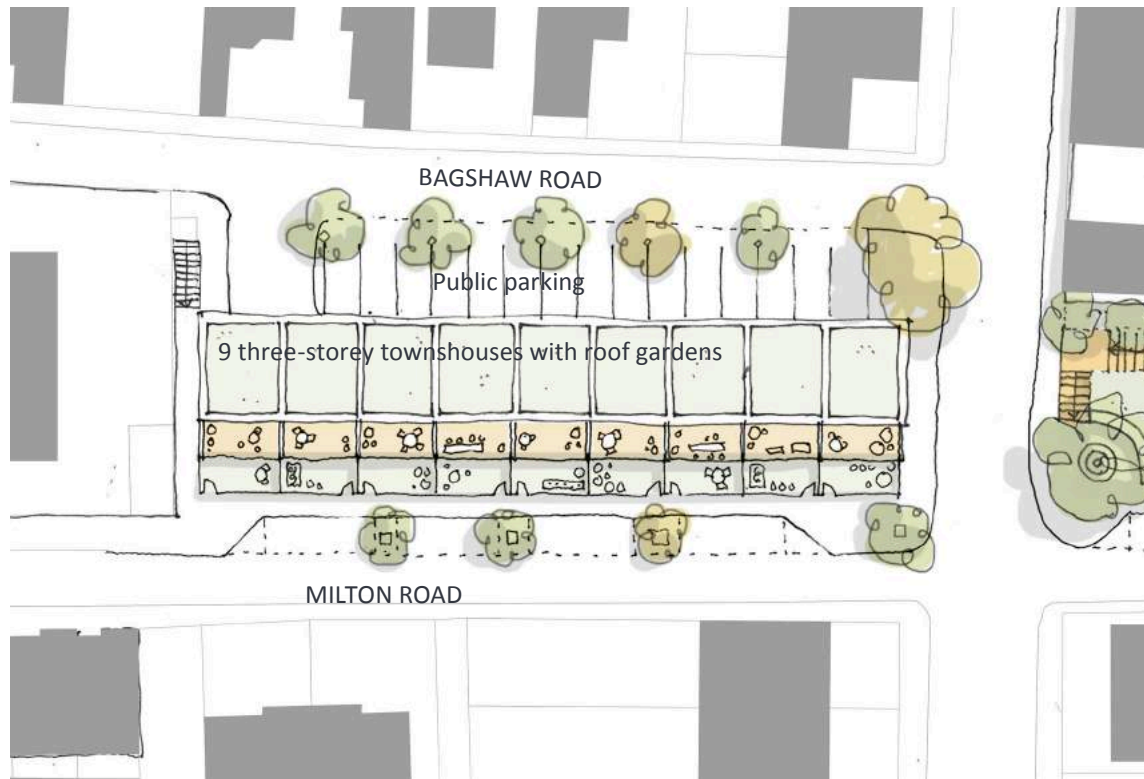 BAGSHAW ROAD
Public parking
9 three-storey townshouses with roof gardens
MILTON ROAD